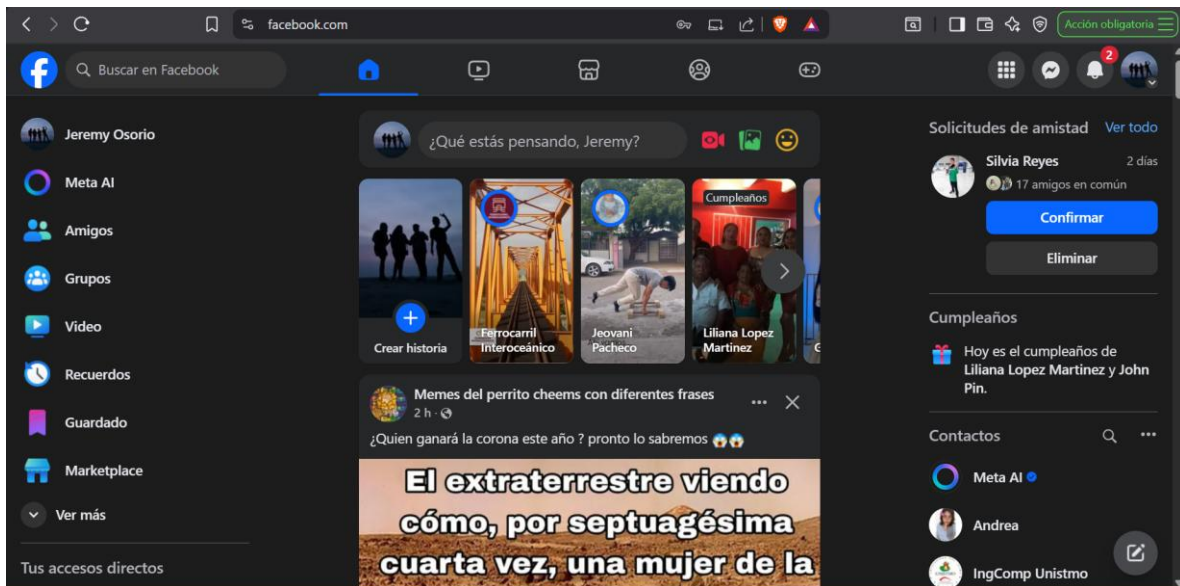 facebook.com
Acción obligatoria
Buscar en Facebook
2
Jeremy Osorio
Meta AI
Amigos
Grupos
Video
Recuerdos
Guardado
Marketplace
Ver más
Tus accesos directos
¿Qué estás pensando, Jeremy?
Crear historia
Ferrocarril
Interoceánico
Jeovani
Pacheco
Cumpleaños
Liliana Lopez
Martinez
Memes del perrito cheems con diferentes frases
2 h
¿Quien ganará la corona este año ? pronto lo sabremos 😱😱
El extraterrestre viendo
cómo, por septuagésima
cuarta vez, una mujer de la
Solicitudes de amistad Ver todo
Silvia Reyes 2 días
17 amigos en común
Confirmar
Eliminar
Cumpleaños
Hoy es el cumpleaños de
Liliana Lopez Martinez y John
Pin.
Contactos
Meta AI
Andrea
IngComp Unistmo